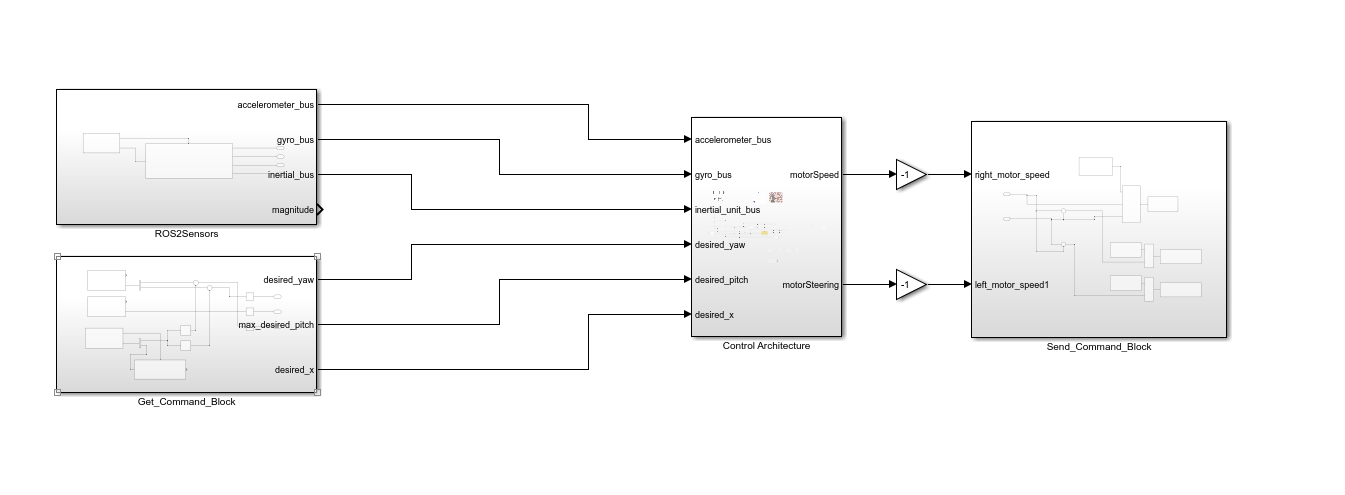 accelerometer_bus
gyro_bus
inertial_bus
magnitude
ROS2Sensors
desired_yaw
max_desired_pitch
desired_x
Get_Command_Block
accelerometer_bus
gyro_bus
inertial_unit_bus
desired_yaw
desired_pitch
desired_x
motorSpeed
motorSteering
Control Architecture
-1
-1
right_motor_speed
left_motor_speed1
Send_Command_Block